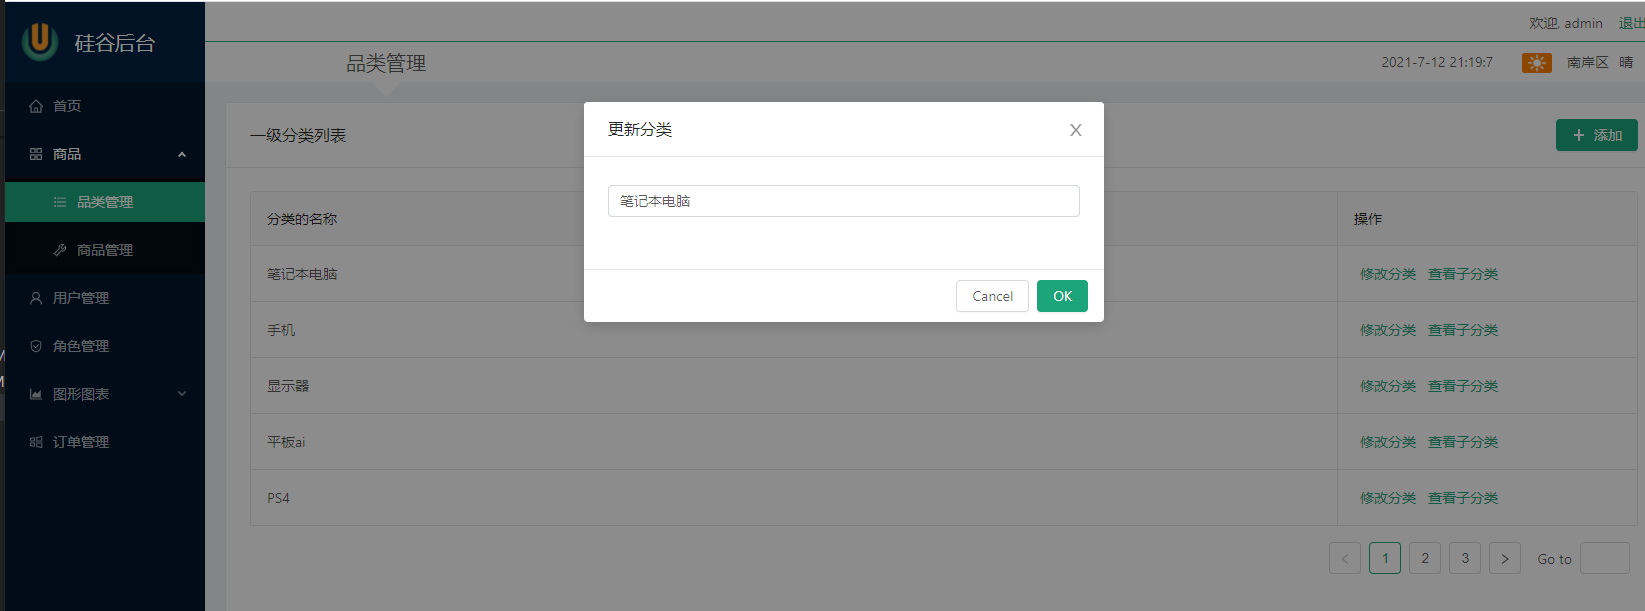 欢迎, admin 退出
硅谷后台
品类管理
2021-7-12 21:19:7 南岸区 晴
首页
商品
品类管理
商品管理
用户管理
角色管理
图形图表
订单管理
一级分类列表
添加
分类的名称 操作
笔记本电脑 修改分类 查看子分类
手机 修改分类 查看子分类
显示器 修改分类 查看子分类
平板ai 修改分类 查看子分类
PS4 修改分类 查看子分类
1 2 3 Go to
更新分类
笔记本电脑
Cancel OK